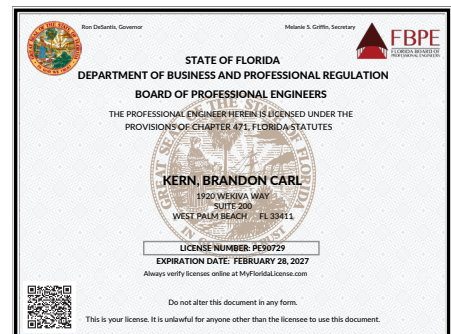 Ron DeSantis, Governor
Melanie S. Griffin, Secretary
FBPE
FLORIDA BOARD OF
PROFESSIONAL ENGINEERS
STATE OF FLORIDA
DEPARTMENT OF BUSINESS AND PROFESSIONAL REGULATION
BOARD OF PROFESSIONAL ENGINEERS
THE PROFESSIONAL ENGINEER HEREIN IS LICENSED UNDER THE
PROVISIONS OF CHAPTER 471, FLORIDA STATUTES
KERN, BRANDON CARL
1920 WEKIVA WAY
SUITE 200
WEST PALM BEACH FL 33411
LICENSE NUMBER: PE90729
EXPIRATION DATE: FEBRUARY 28, 2027
Always verify licenses online at MyFloridaLicense.com
Do not alter this document in any form.
This is your license. It is unlawful for anyone other than the licensee to use this document.